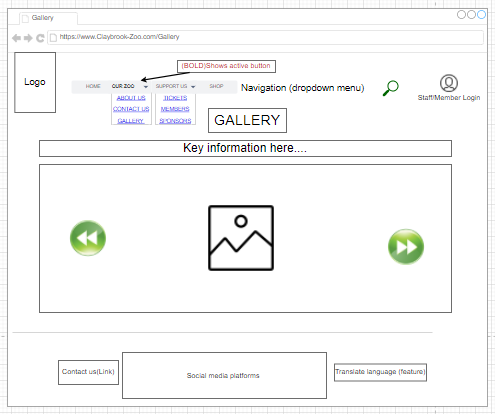 Gallery
https://www.Claybrook-Zoo.com/Gallery
(BOLD)Shows active button
Logo
HOME OUR ZOO SUPPORT US SHOP
Navigation (dropdown menu)
Staff/Member Login
ABOUT US TICKETS
CONTACT US MEMBERS
GALLERY SPONSORS
GALLERY
Key information here....
Contact us(Link)
Social media platforms
Translate language (feature)